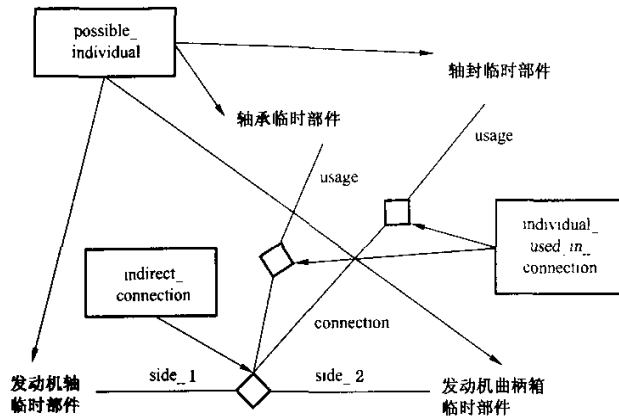 possible_
individual
轴封临时部件
轴承临时部件
usage
usage
individual_
used_in_
connection
indirect_
connection
connection
发动机轴
临时部件
side_1
side_2
发动机曲柄箱
临时部件